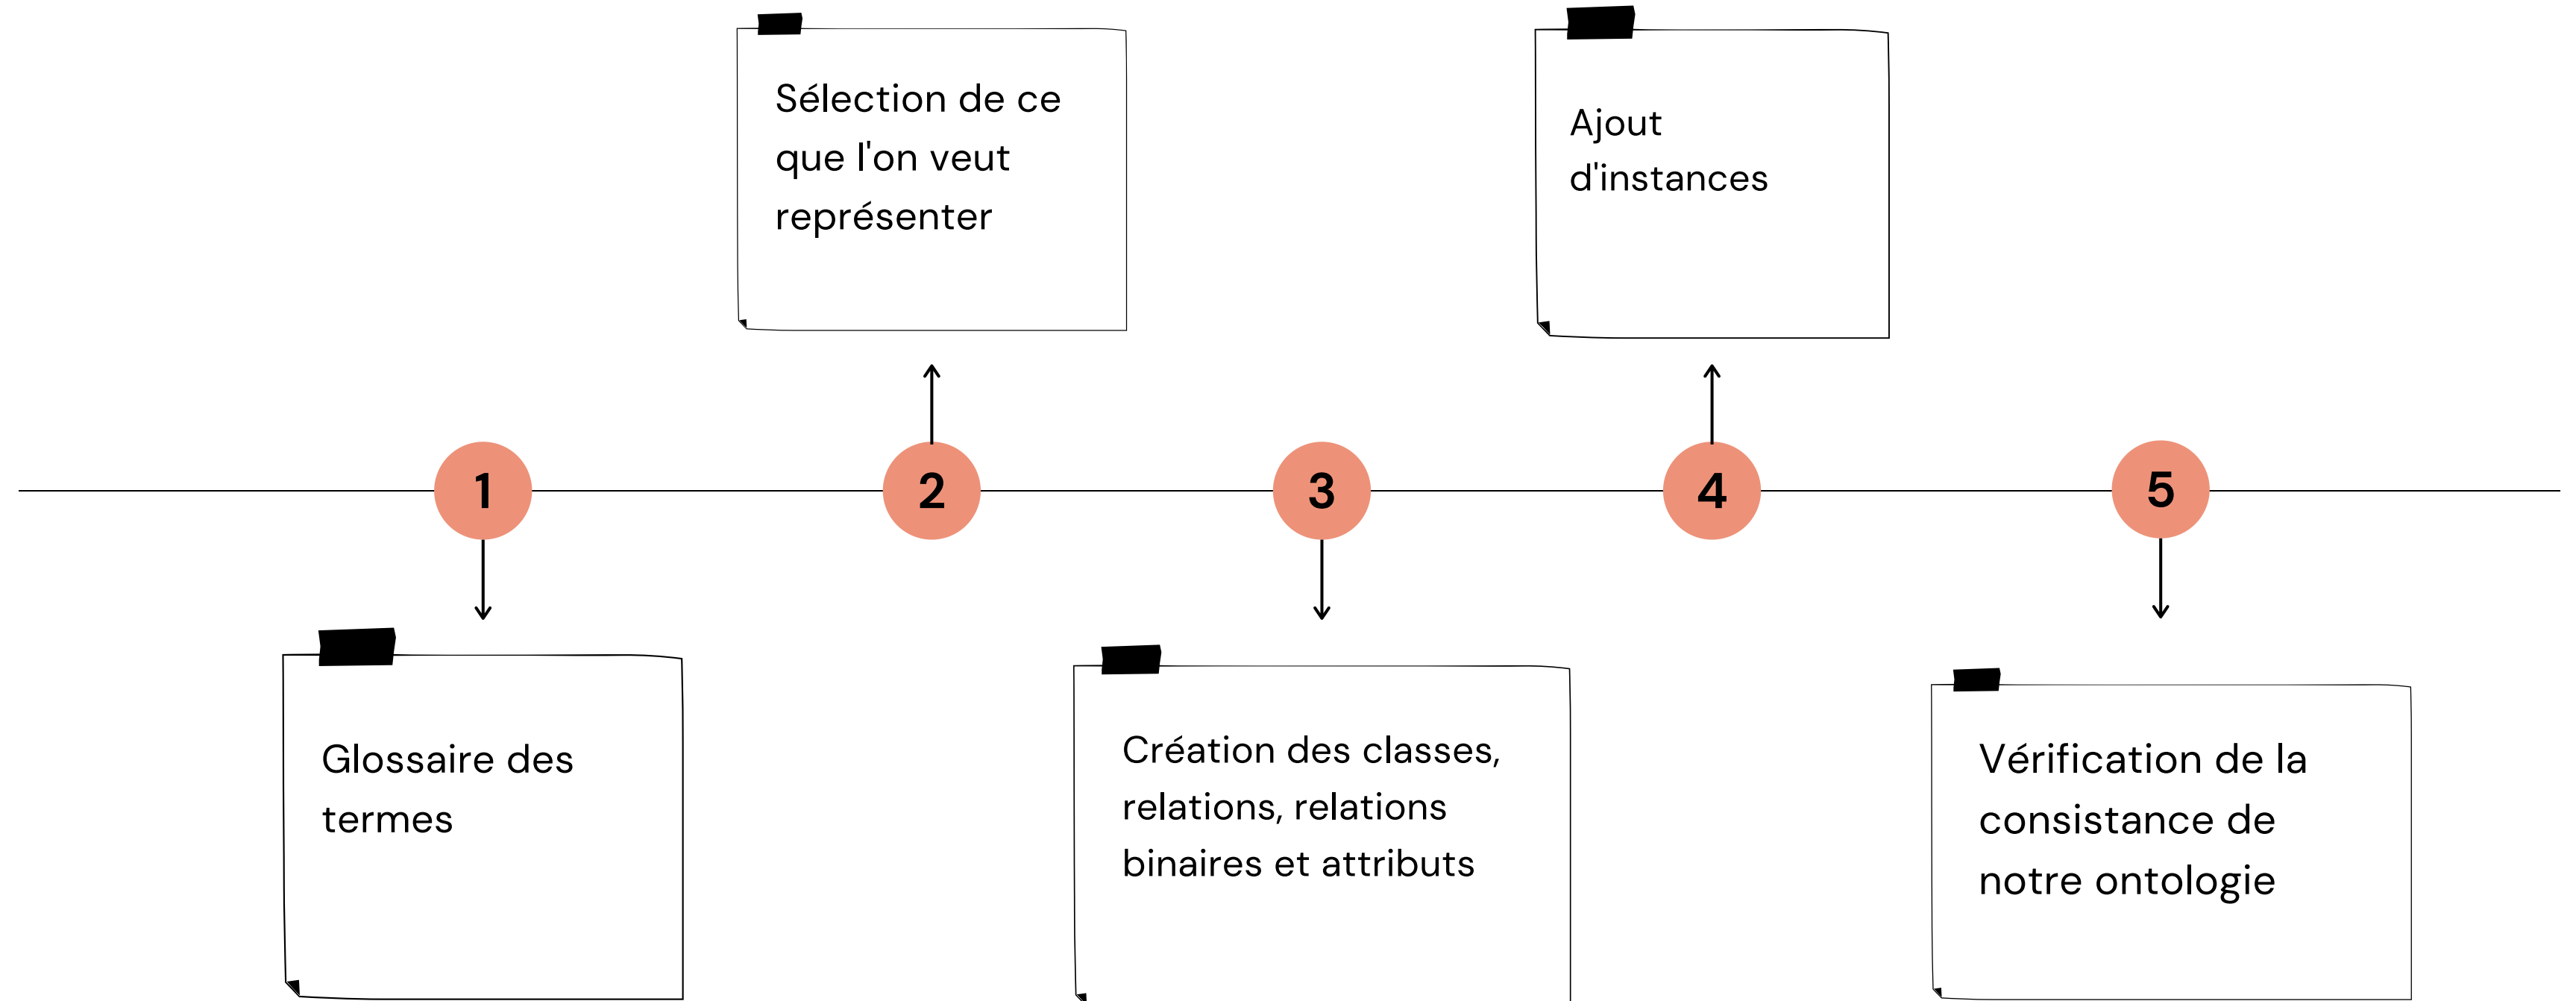 Sélection de ce
que l'on veut
représenter
Ajout
d'instances
1
2
3
4
5
Glossaire des
termes
Création des classes,
relations, relations
binaires et attributs
Vérification de la
consistance de
notre ontologie